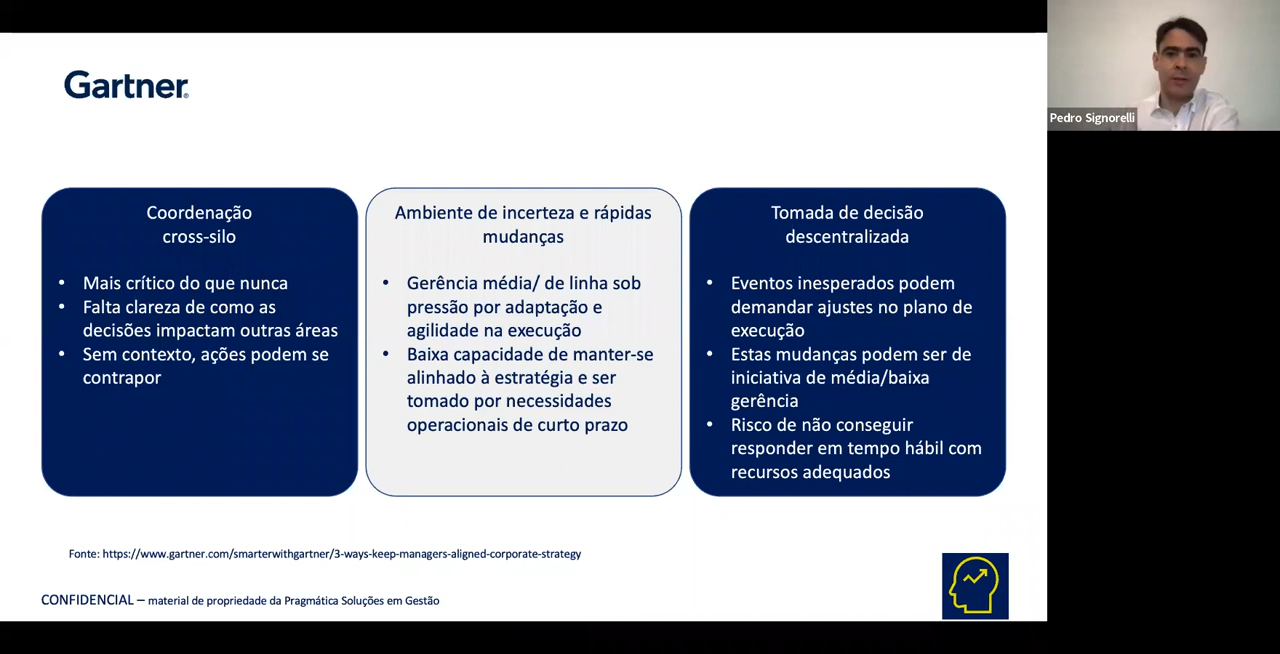 Gartner®
Pedro Signorelli
Coordenação
cross-silo
• Mais crítico do que nunca
• Falta clareza de como as
decisões impactam outras áreas
• Sem contexto, ações podem se
contrapor
Ambiente de incerteza e rápidas
mudanças
• Gerência média/ de linha sob
pressão por adaptação e
agilidade na execução
• Baixa capacidade de manter-se
alinhado à estratégia e ser
tomado por necessidades
operacionais de curto prazo
Tomada de decisão
descentralizada
• Eventos inesperados podem
demandar ajustes no plano de
execução
• Estas mudanças podem ser de
iniciativa de média/baixa
gerência
• Risco de não conseguir
responder em tempo hábil com
recursos adequados
Fonte: https://www.gartner.com/smarterwithgartner/3-ways-keep-managers-aligned-corporate-strategy
CONFIDENCIAL – material de propriedade da Pragmática Soluções em Gestão